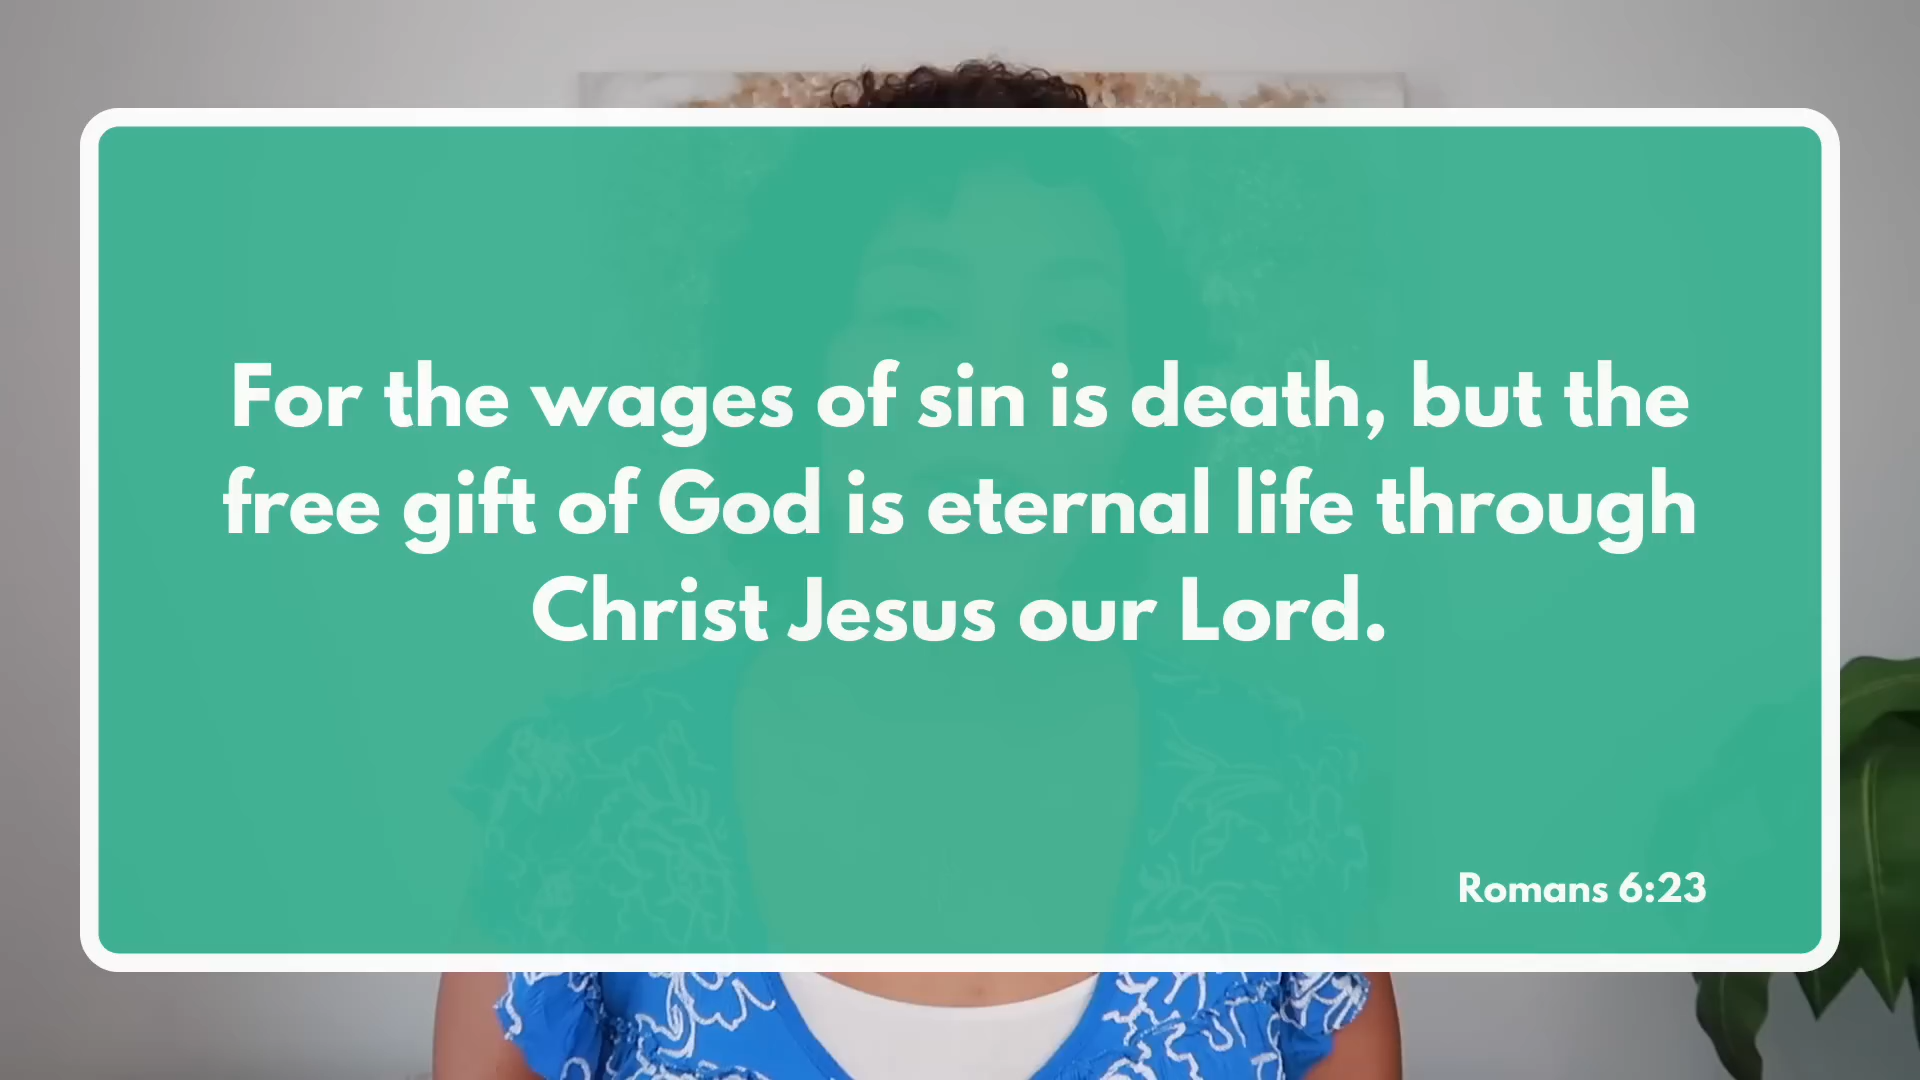 For the wages of sin is death, but the
free gift of God is eternal life through
Christ Jesus our Lord.
Romans 6:23